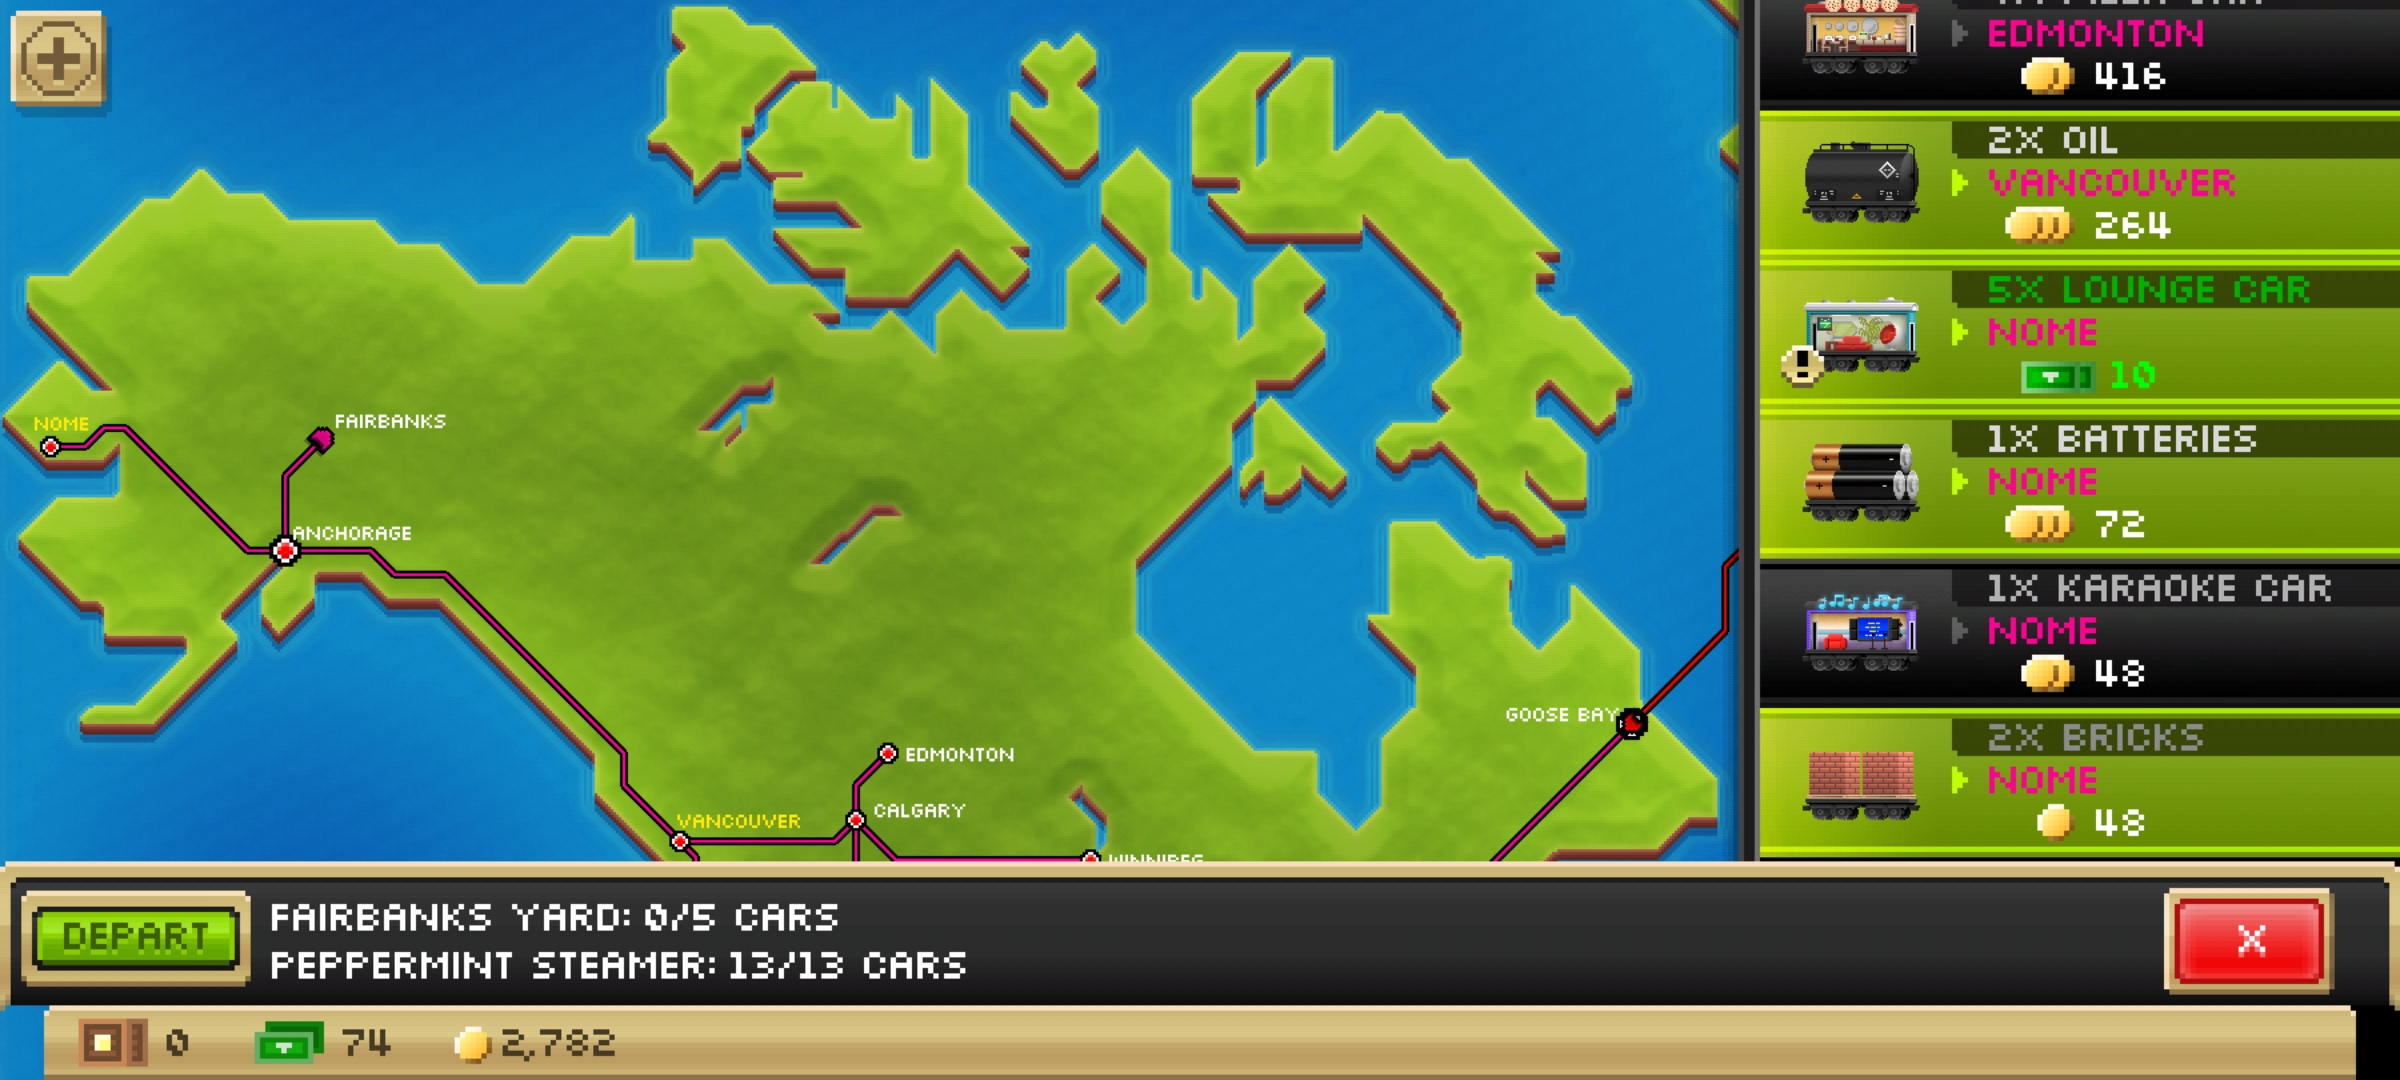 NOME
FAIRBANKS
ANCHORAGE
GOOSE BAY
EDMONTON
CALGARY
VANCOUVER
WINNIPEG
EDMONTON
416
2X OIL
VANCOUVER
264
5X LOUNGE CAR
NOME
10
1X BATTERIES
NOME
72
1X KARAOKE CAR
NOME
48
2X BRICKS
NOME
48
DEPART
FAIRBANKS YARD: 0/5 CARS
PEPPERMINT STEAMER: 13/13 CARS
X
0
74
2,782